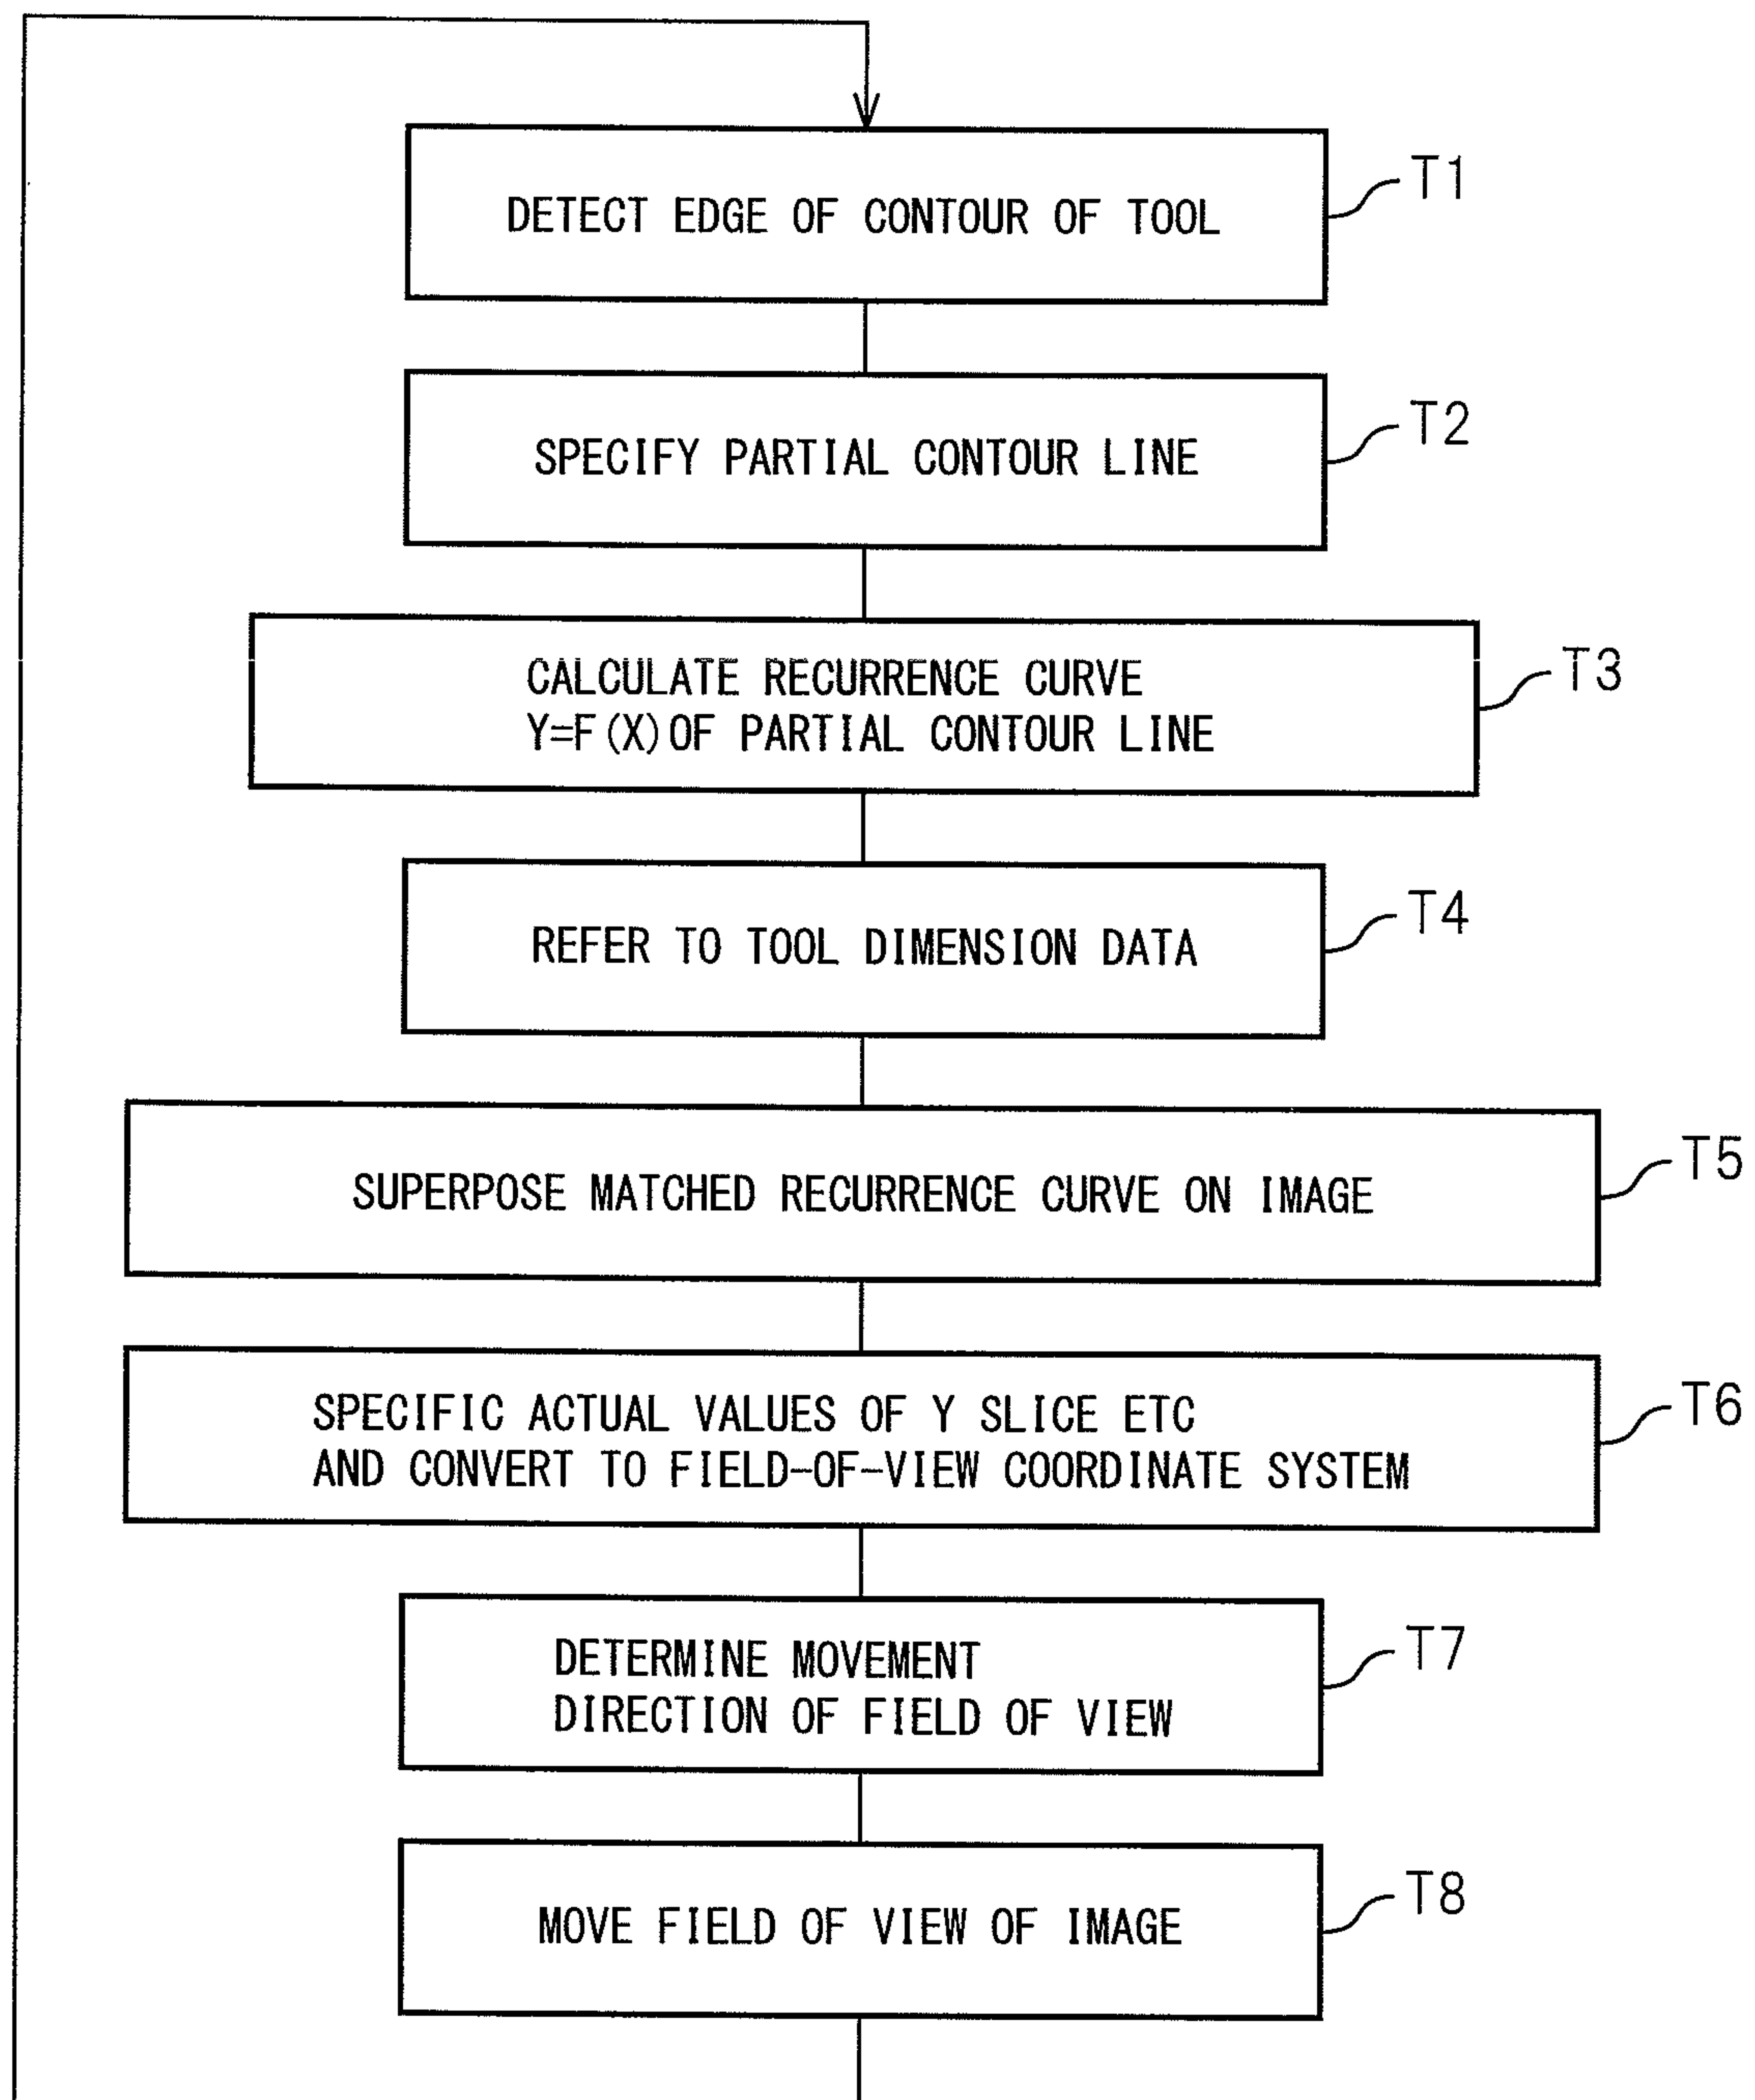 DETECT EDGE OF CONTOUR OF TOOL
T1
SPECIFY PARTIAL CONTOUR LINE
T2
CALCULATE RECURRENCE CURVE
Y=F(X)OF PARTIAL CONTOUR LINE
T3
REFER TO TOOL DIMENSION DATA
T4
SUPERPOSE MATCHED RECURRENCE CURVE ON IMAGE
T5
SPECIFIC ACTUAL VALUES OF Y SLICE ETC
AND CONVERT TO FIELD-OF-VIEW COORDINATE SYSTEM
T6
DETERMINE MOVEMENT
DIRECTION OF FIELD OF VIEW
T7
MOVE FIELD OF VIEW OF IMAGE
T8